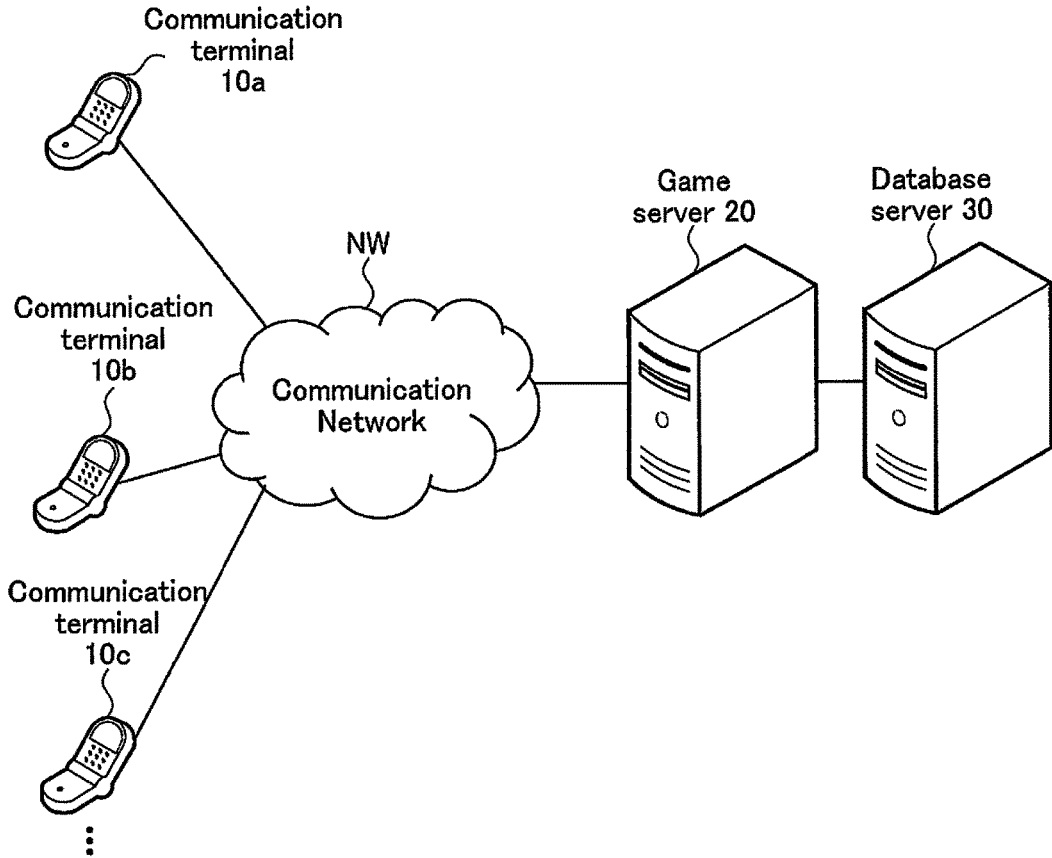 Communication
terminal
10a
Game
server 20
Database
server 30
NW
Communication
terminal
10b
Communication
Network
Communication
terminal
10c